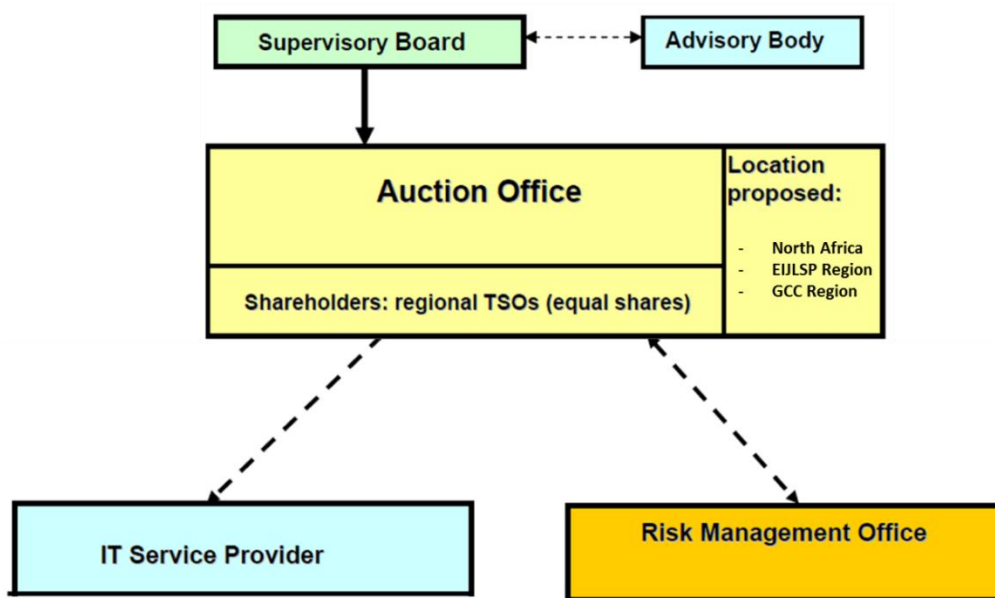 Supervisory Board
Advisory Body
Auction Office
Location
proposed:
- North Africa
- EIJLSP Region
- GCC Region
Shareholders: regional TSOs (equal shares)
IT Service Provider
Risk Management Office